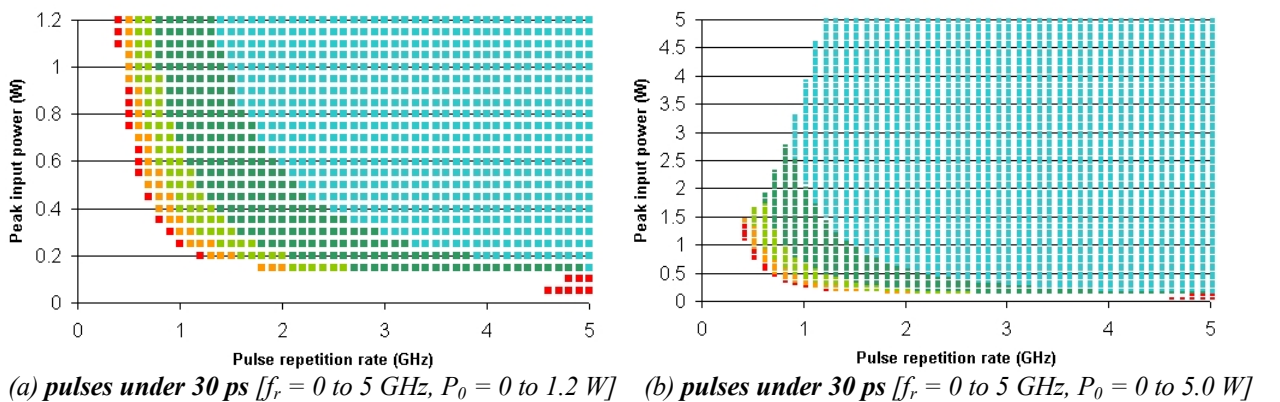 1.2
1
0.8
0.6
0.4
0.2
0
Peak input power (W)
0 1 2 3 4 5
Pulse repetition rate (GHz)
(a) pulses under 30 ps [fr = 0 to 5 GHz, P0 = 0 to 1.2 W]
5
4.5
4
3.5
3
2.5
2
1.5
1
0.5
0
Peak input power (W)
0 1 2 3 4 5
Pulse repetition rate (GHz)
(b) pulses under 30 ps [fr = 0 to 5 GHz, P0 = 0 to 5.0 W]